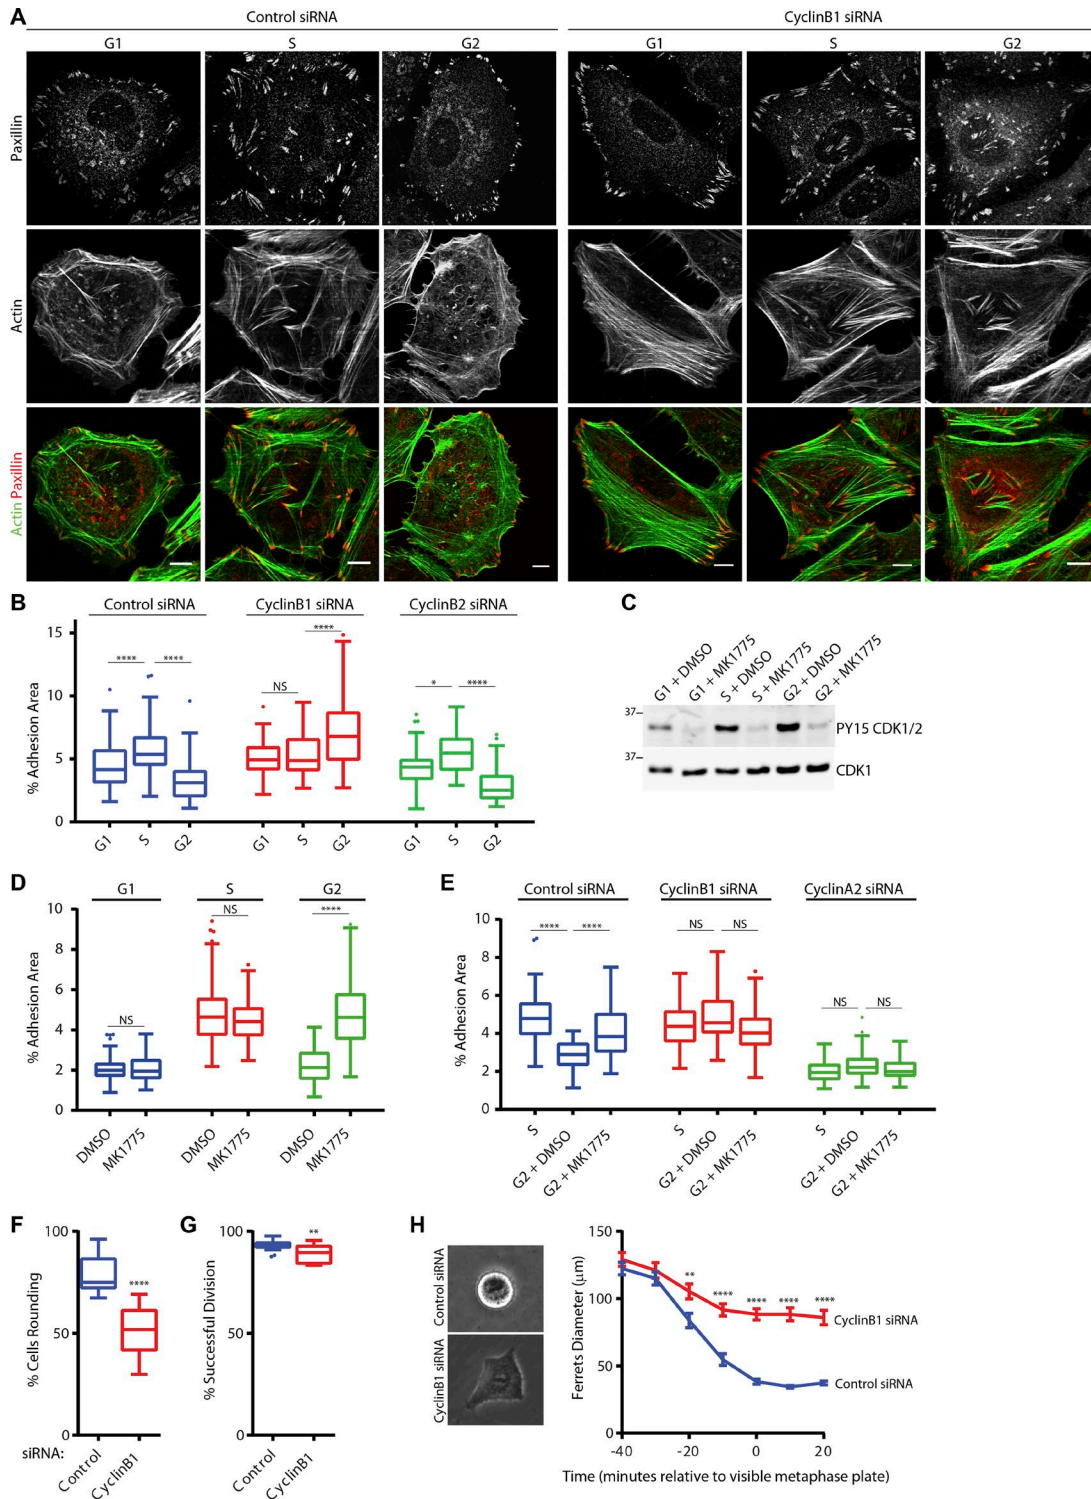 A
Control siRNA
CyclinB1 siRNA
G1
S
G2
G1
S
G2
Paxillin
Actin
Actin Paxillin
B
Control siRNA
CyclinB1 siRNA
CyclinB2 siRNA
% Adhesion Area
15
10
5
0
****
****
NS
****
*
****
G1
S
G2
G1
S
G2
G1
S
G2
C
G1 + DMSO
G1 + MK1775
S + DMSO
S + MK1775
G2 + DMSO
G2 + MK1775
37
PY15 CDK1/2
37
CDK1
D
G1
S
G2
% Adhesion Area
10
8
6
4
2
0
NS
NS
****
DMSO
MK1775
DMSO
MK1775
DMSO
MK1775
E
Control siRNA
CyclinB1 siRNA
CyclinA2 siRNA
% Adhesion Area
10
8
6
4
2
0
****
****
NS
NS
NS
NS
S
G2 + DMSO
G2 + MK1775
S
G2 + DMSO
G2 + MK1775
S
G2 + DMSO
G2 + MK1775
F
% Cells Rounding
100
50
0
****
siRNA:
Control
CyclinB1
G
% Successful Division
100
50
0
**
Control
CyclinB1
H
Control siRNA
CyclinB1 siRNA
Ferrets Diameter (µm)
150
100
50
0
**
****
****
****
****
CyclinB1 siRNA
Control siRNA
-40
-20
0
20
Time (minutes relative to visible metaphase plate)